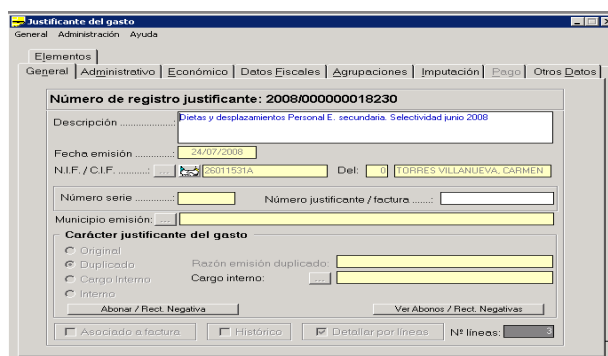 Justificante del gasto
General Administración Ayuda
Elementos
General Administrativo Económico Datos Fiscales Agrupaciones Imputación Pago Otros Datos
Número de registro justificante: 2008/000000018230
Descripción ..................: Dietas y desplazamientos Personal E. secundaria. Selectividad junio 2008
Fecha emisión ............: 24/07/2008
N.I.F. / C.I.F. ..........: ... 26011531A Del: 0 TORRES VILLANUEVA, CARMEN
Número serie .............: Número justificante / factura ......:
Municipio emisión: ...
Carácter justificante del gasto
Original
Duplicado Razón emisión duplicado:
Cargo interno Cargo interno: ...
Interno
Abonar / Rect. Negativa Ver Abonos / Rect. Negativas
Asociado a factura Histórico Detallar por líneas Nº líneas: 3